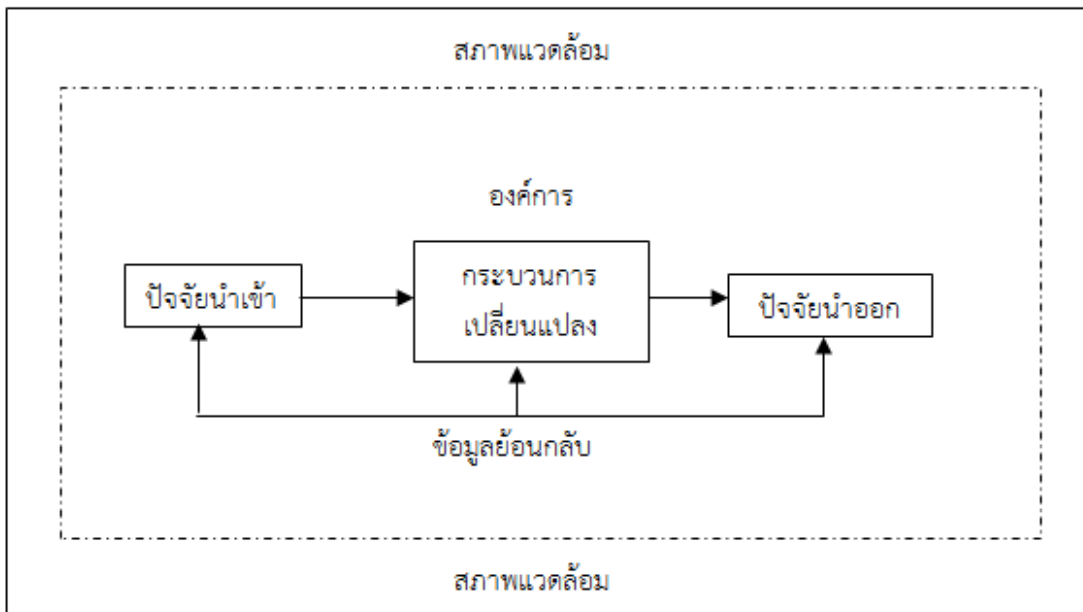 สภาพแวดล้อม
องค์การ
ปัจจัยนำเข้า
กระบวนการ
เปลี่ยนแปลง
ปัจจัยนำออก
ข้อมูลย้อนกลับ
สภาพแวดล้อม